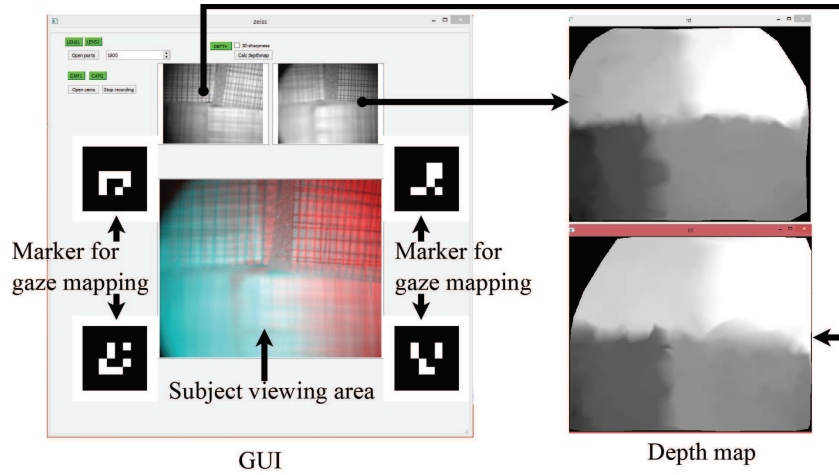 zeiss
LENS1 LENS2
DEPTH 3D sharpness
Open ports 1800
Calc depthmap
CAM1 CAM2
Open cams Stop recording
Marker for
gaze mapping
Marker for
gaze mapping
Subject viewing area
GUI
Depth map